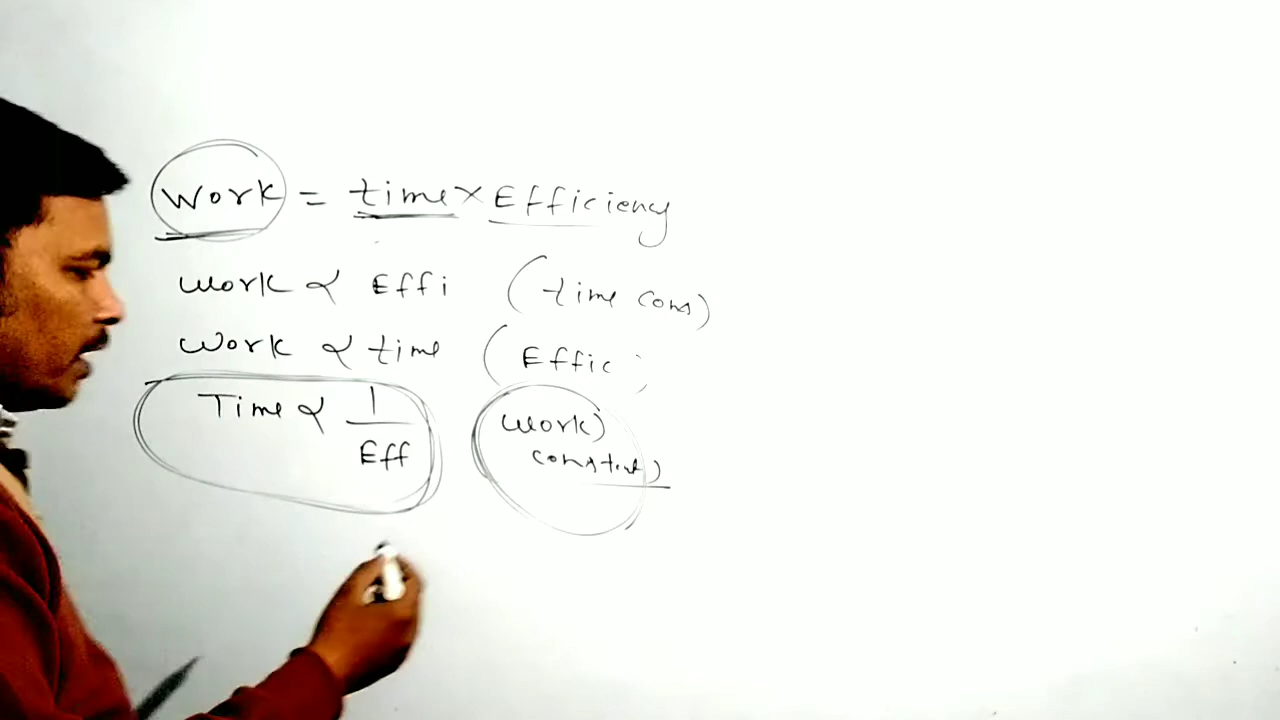 Work = time × Efficiency
Work ∝ Effi (time cons)
Work ∝ time (Effic )
Time ∝ 1/Eff (Work)
constant)